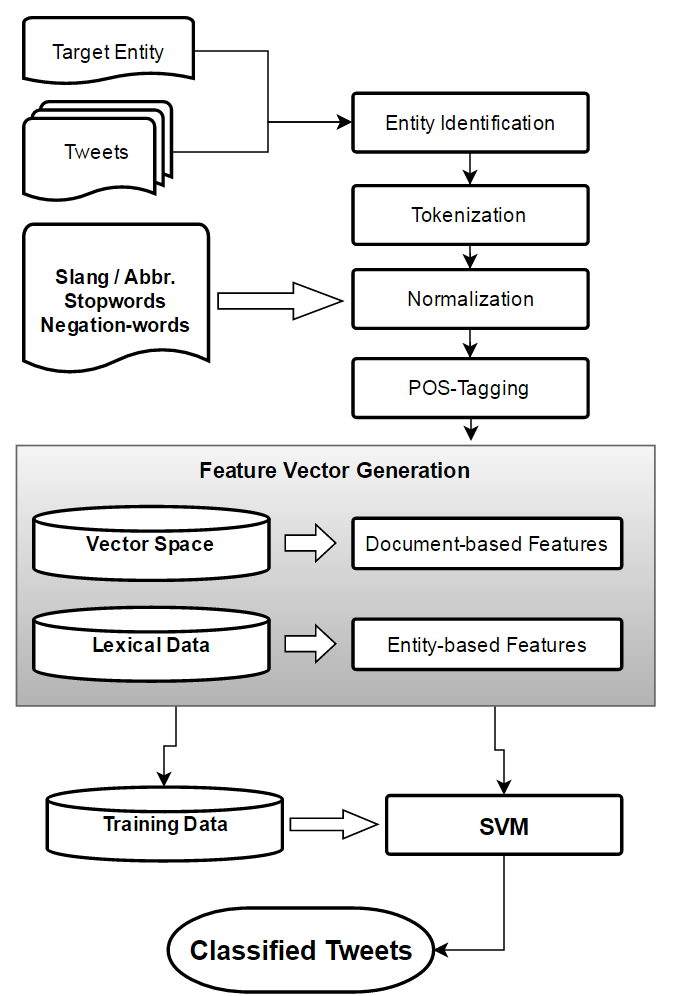 Target Entity
Tweets
Entity Identification
Tokenization
Slang / Abbr.
Stopwords
Negation-words
Normalization
POS-Tagging
Feature Vector Generation
Vector Space
Document-based Features
Lexical Data
Entity-based Features
Training Data
SVM
Classified Tweets